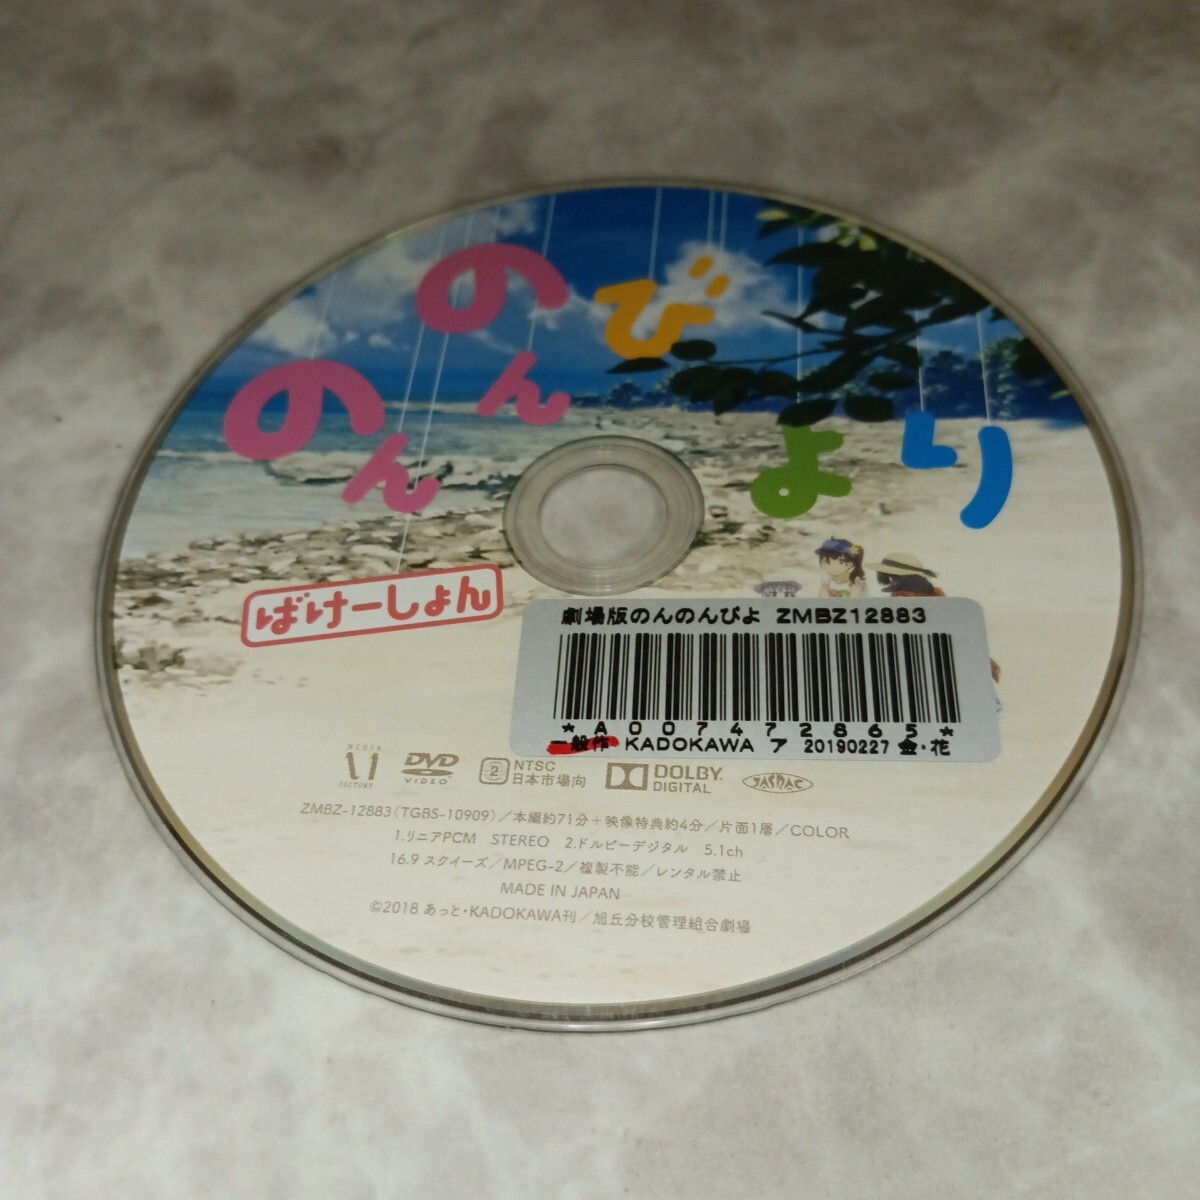 のんのんびより
ばけーしょん
劇場版のんのんびよ ZMBZ12883
*A007472865*
一般作 KADOKAWA ア 20190227 金・花
MEDIA FACTORY
DVD VIDEO
2 NTSC 日本市場向
DOLBY DIGITAL
JASRAC
ZMBZ-12883(TGBS-10909)/本編約71分+映像特典約4分/片面1層/COLOR
1.リニアPCM STEREO 2.ドルビーデジタル 5.1ch
16:9 スクイーズ/MPEG-2/複製不能/レンタル禁止
MADE IN JAPAN
©2018 あっと・KADOKAWA刊/旭丘分校管理組合劇場